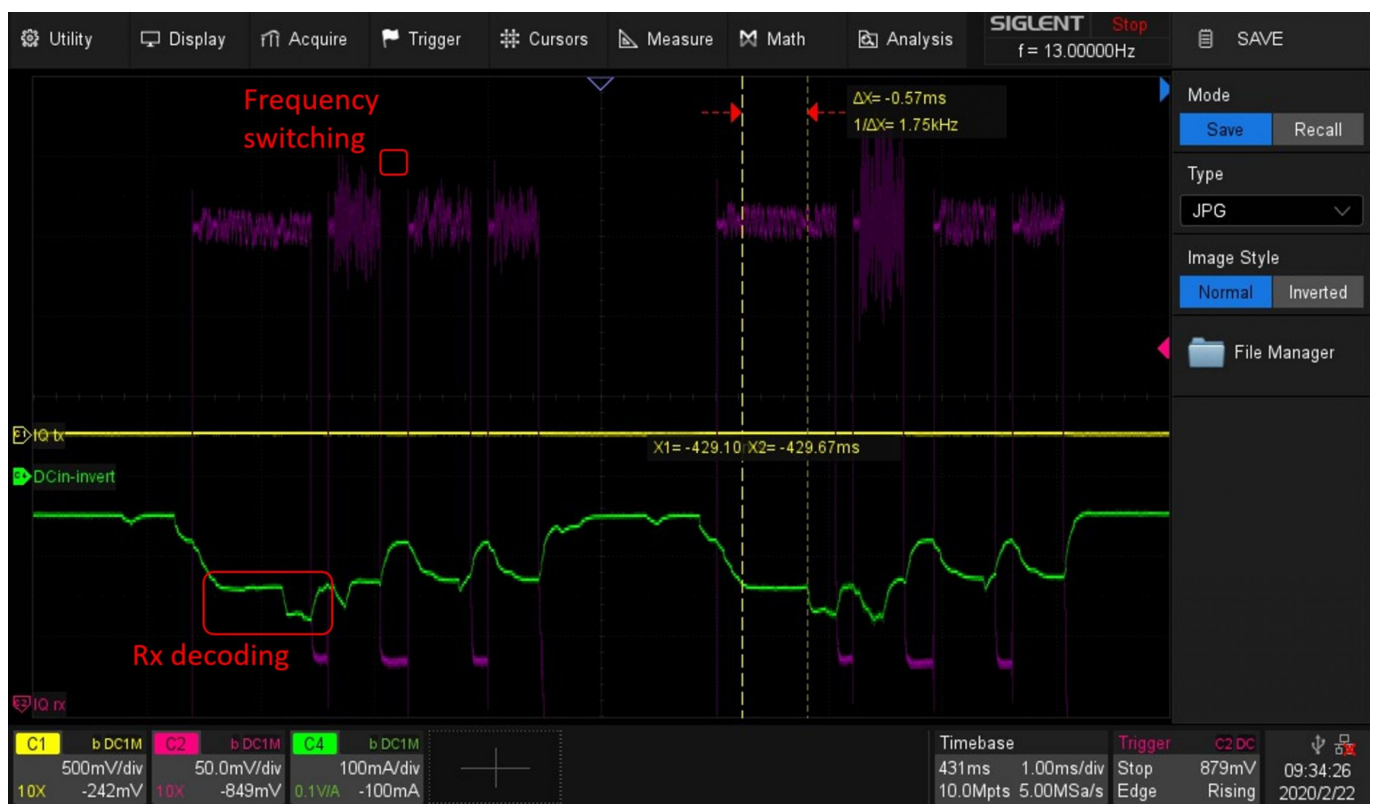 Utility
Display
Acquire
Trigger
Cursors
Measure
Math
Analysis
SIGLENT Stop
f = 13.00000Hz
SAVE
Frequency
switching
ΔX= -0.57ms
1/ΔX= 1.75kHz
Mode
Save Recall
Type
JPG
Image Style
Normal Inverted
File Manager
C1 IQ tx
X1= -429.10 X2= -429.67ms
C4 DCin-invert
Rx decoding
C2 IQ rx
C1 b DC1M
500mV/div
10X -242mV
C2 b DC1M
50.0mV/div
10X -849mV
C4 b DC1M
100mA/div
0.1V/A -100mA
Timebase
431ms 1.00ms/div
10.0Mpts 5.00MSa/s
Trigger C2 DC
Stop 879mV
Edge Rising
09:34:26
2020/2/22